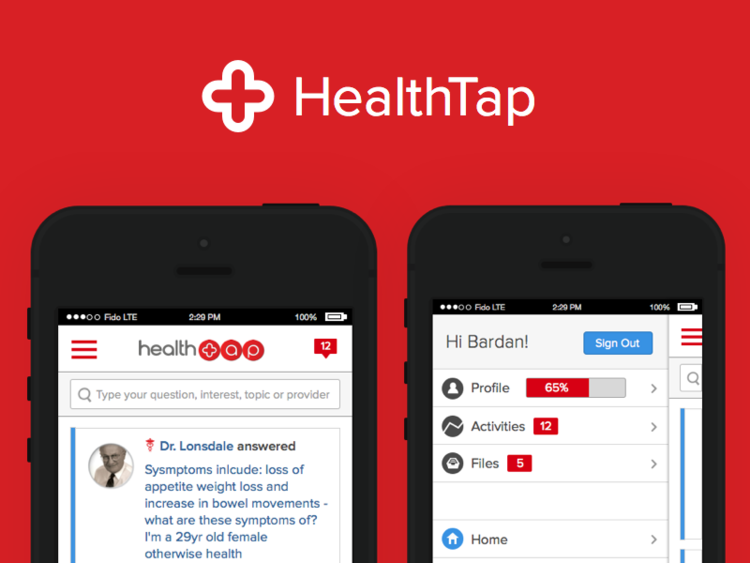 HealthTap
Fido LTE 2:29 PM 100%
healthtap
12
Type your question, interest, topic or provider
Dr. Lonsdale answered
Sysmptoms inlcude: loss of
appetite weight loss and
increase in bowel movements -
what are these symptoms of?
I'm a 29yr old female
otherwise health
Fido LTE 2:29 PM 100%
Hi Bardan! Sign Out
Profile 65%
Activities 12
Files 5
Home